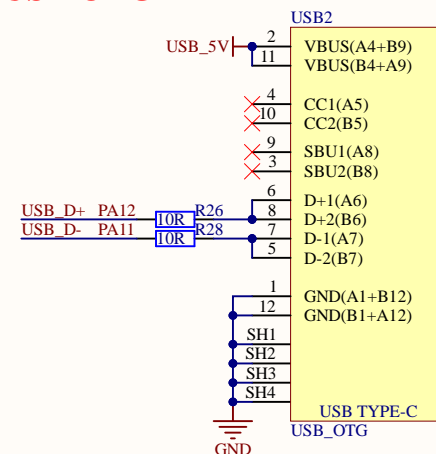 USB2
USB_5V
2 VBUS(A4+B9)
11 VBUS(B4+A9)
4 CC1(A5)
10 CC2(B5)
9 SBU1(A8)
3 SBU2(B8)
6 D+1(A6)
USB_D+ PA12 10R R26 8 D+2(B6)
USB_D- PA11 10R R28 7 D-1(A7)
5 D-2(B7)
1 GND(A1+B12)
12 GND(B1+A12)
SH1
SH2
SH3
SH4
USB TYPE-C
USB_OTG
GND